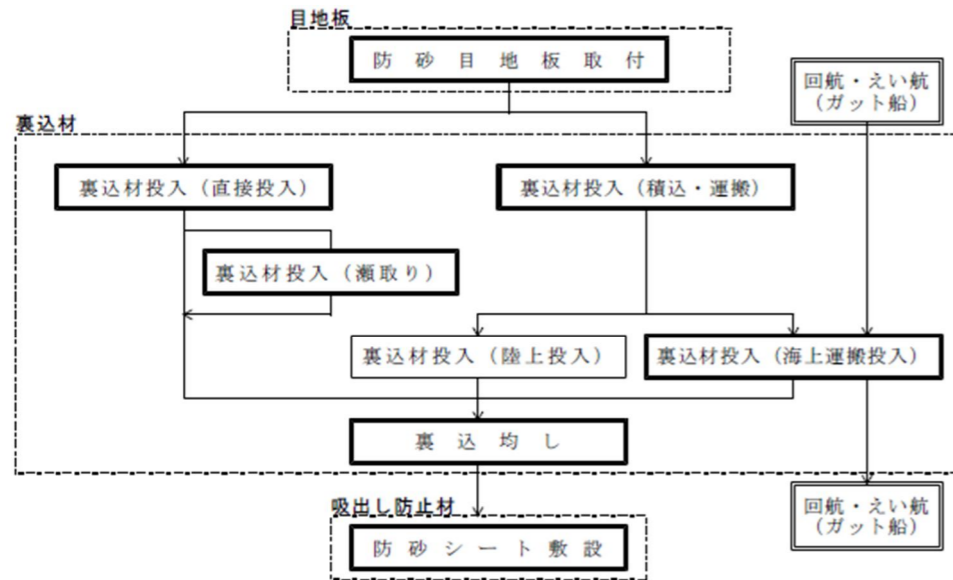 目地板
防砂目地板取付
回航・えい航
（ガット船）
裏込材
裏込材投入（直接投入）
裏込材投入（積込・運搬）
裏込材投入（瀬取り）
裏込材投入（陸上投入）
裏込材投入（海上運搬投入）
裏込均し
吸出し防止材
防砂シート敷設
回航・えい航
（ガット船）